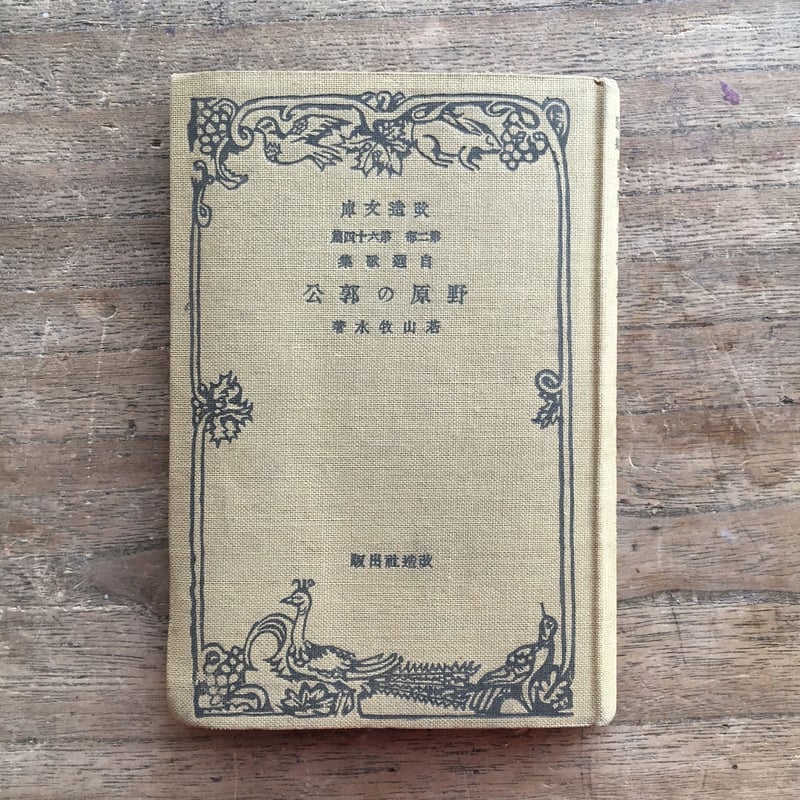 改造文庫
第二部 第六十四篇
自選歌集
野原の郭公
若山牧水著
改造社出版